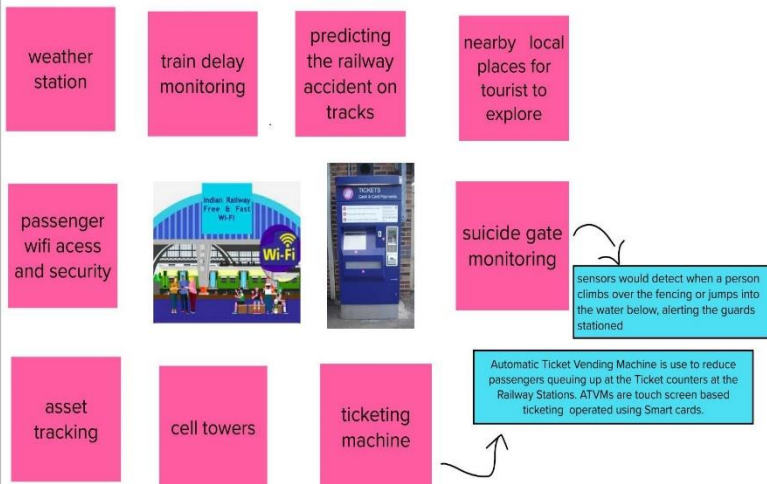 weather
station
train delay
monitoring
predicting
the railway
accident on
tracks
nearby local
places for
tourist to
explore
passenger
wifi acess
and security
Indian Railway
Free & Fast
Wi-Fi
Wi-Fi
TICKETS
suicide gate
monitoring
sensors would detect when a person
climbs over the fencing or jumps into
the water below, alerting the guards
stationed
asset
tracking
cell towers
ticketing
machine
Automatic Ticket Vending Machine is use to reduce
passengers queuing up at the Ticket counters at the
Railway Stations. ATVMs are touch screen based
ticketing operated using Smart cards.